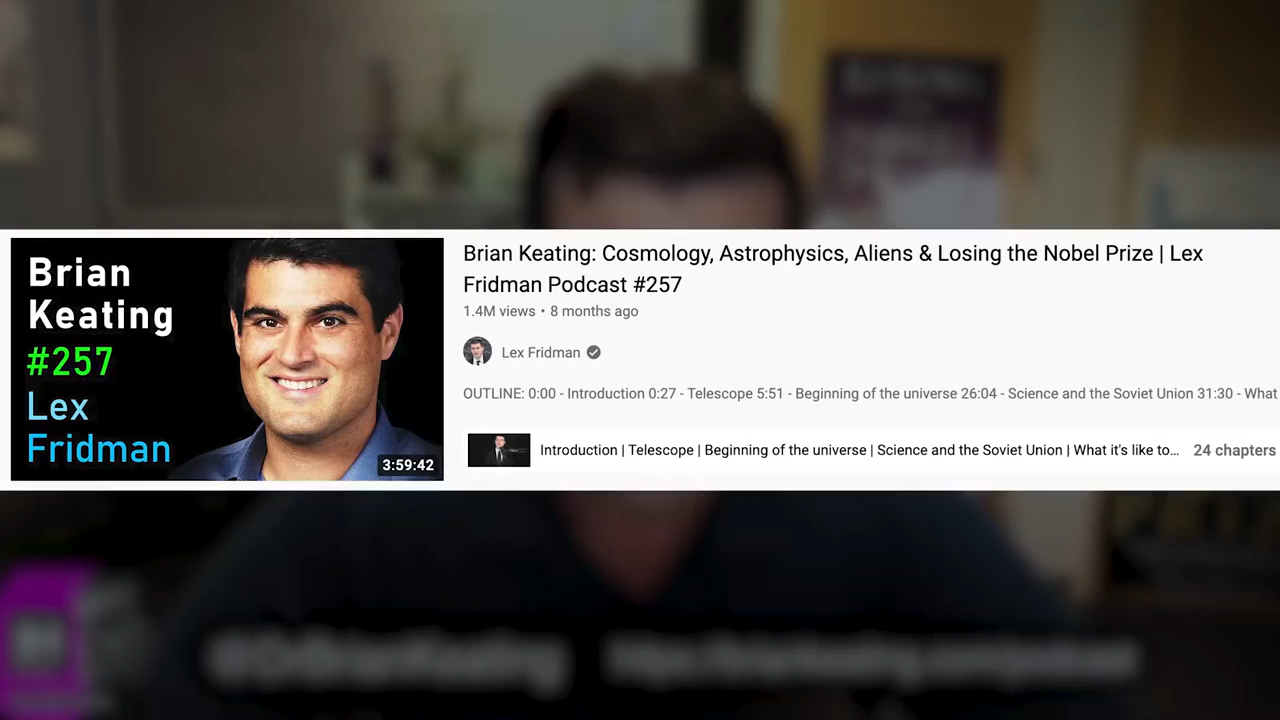 Brian
Keating
#257
Lex
Fridman
3:59:42
Brian Keating: Cosmology, Astrophysics, Aliens & Losing the Nobel Prize | Lex
Fridman Podcast #257
1.4M views • 8 months ago
Lex Fridman
OUTLINE: 0:00 - Introduction 0:27 - Telescope 5:51 - Beginning of the universe 26:04 - Science and the Soviet Union 31:30 - What
Introduction | Telescope | Beginning of the universe | Science and the Soviet Union | What it's like to...
24 chapters